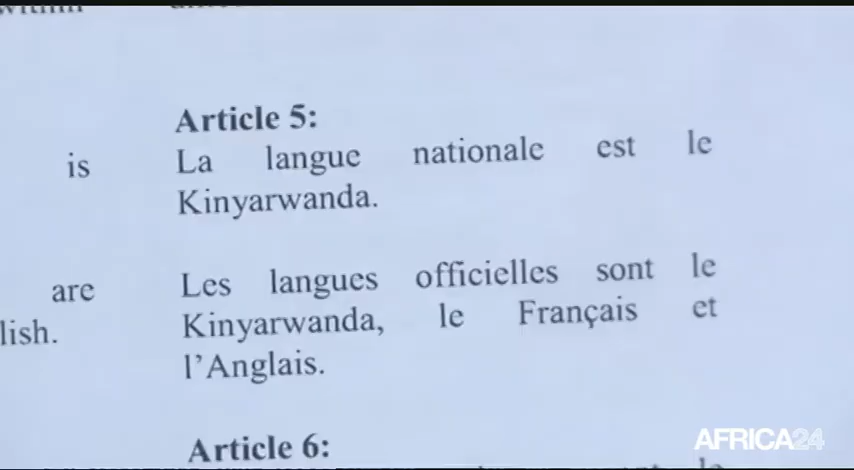 within
Article 5:
is La langue nationale est le
Kinyarwanda.
are Les langues officielles sont le
lish. Kinyarwanda, le Français et
l'Anglais.
Article 6:
AFRICA24